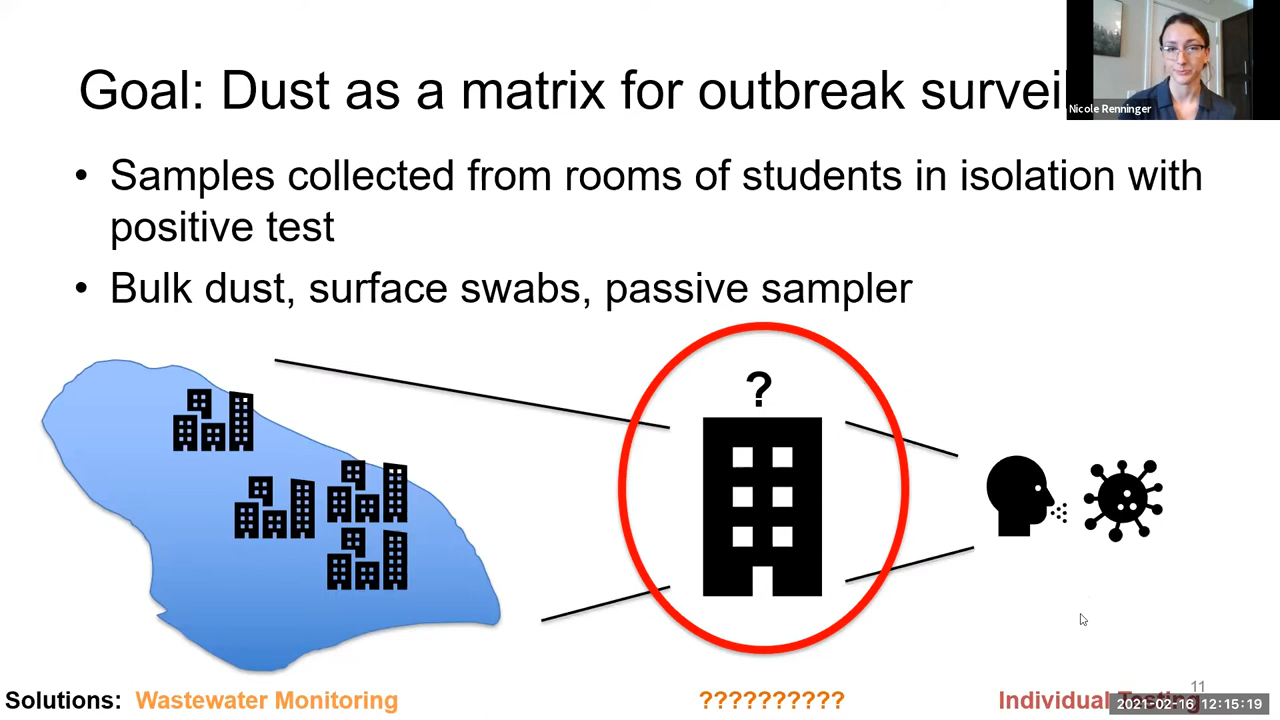 Goal: Dust as a matrix for outbreak survei
Nicole Renninger
• Samples collected from rooms of students in isolation with
positive test
• Bulk dust, surface swabs, passive sampler
?
Solutions: Wastewater Monitoring ?????????? Individual Testing
11
2021-02-16 12:15:19